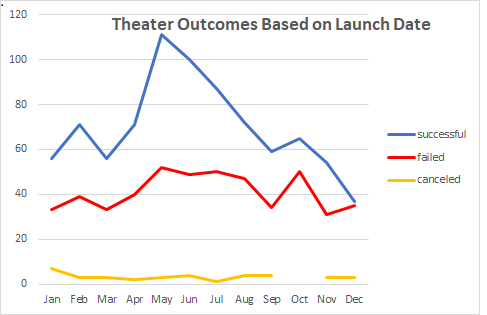 Theater Outcomes Based on Launch Date
120
100
80
60
40
20
0
Jan Feb Mar Apr May Jun Jul Aug Sep Oct Nov Dec
successful
failed
canceled